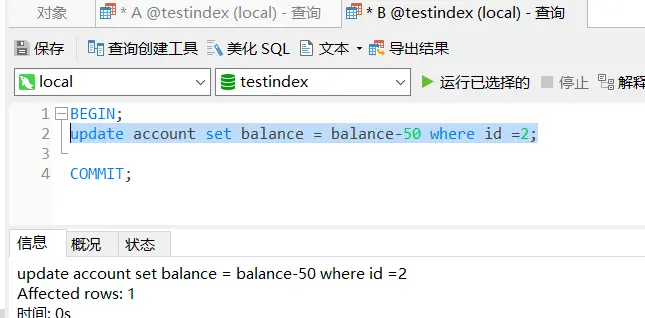 对象 * A @testindex (local) - 查询 * B @testindex (local) - 查询
保存 查询创建工具 美化 SQL 文本 导出结果
local testindex 运行已选择的 停止 解释
1 BEGIN;
2 update account set balance = balance-50 where id =2;
3
4 COMMIT;
信息 概况 状态
update account set balance = balance-50 where id =2
Affected rows: 1
时间: 0s